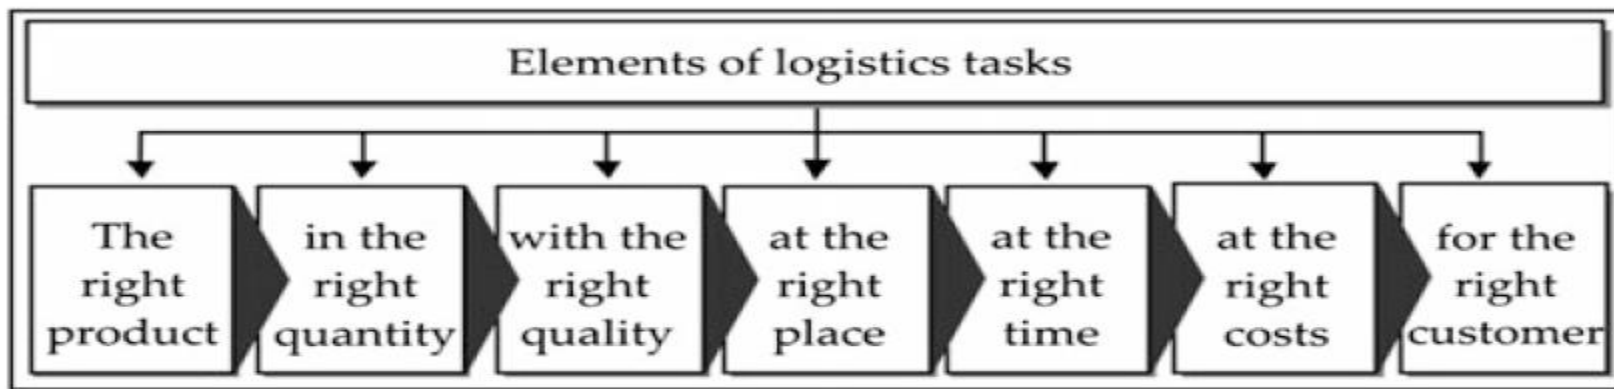 Elements of logistics tasks
The
right
product
in the
right
quantity
with the
right
quality
at the
right
place
at the
right
time
at the
right
costs
for the
right
customer